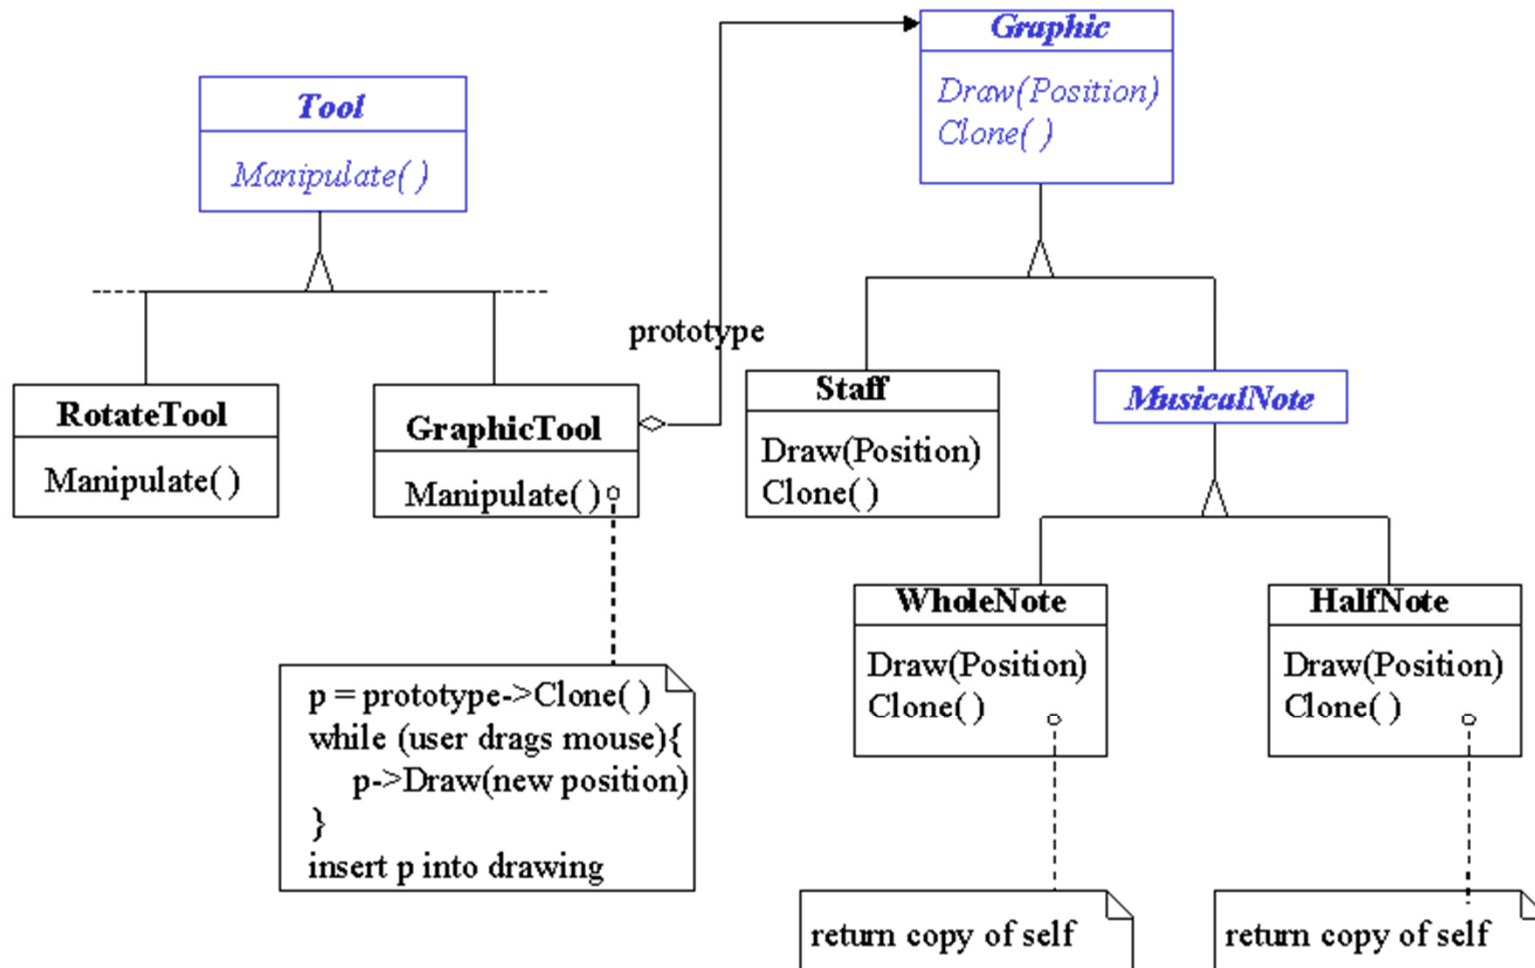 Tool
Manipulate( )
Graphic
Draw(Position)
Clone( )
prototype
RotateTool
Manipulate( )
GraphicTool
Manipulate( )
Staff
Draw(Position)
Clone( )
MusicalNote
WholeNote
Draw(Position)
Clone( )
HalfNote
Draw(Position)
Clone( )
p = prototype->Clone( )
while (user drags mouse){
p->Draw(new position)
}
insert p into drawing
return copy of self
return copy of self